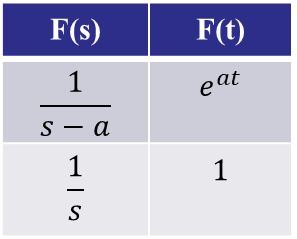 F(s) F(t)
1/(s − a) e^{at}
1/s 1